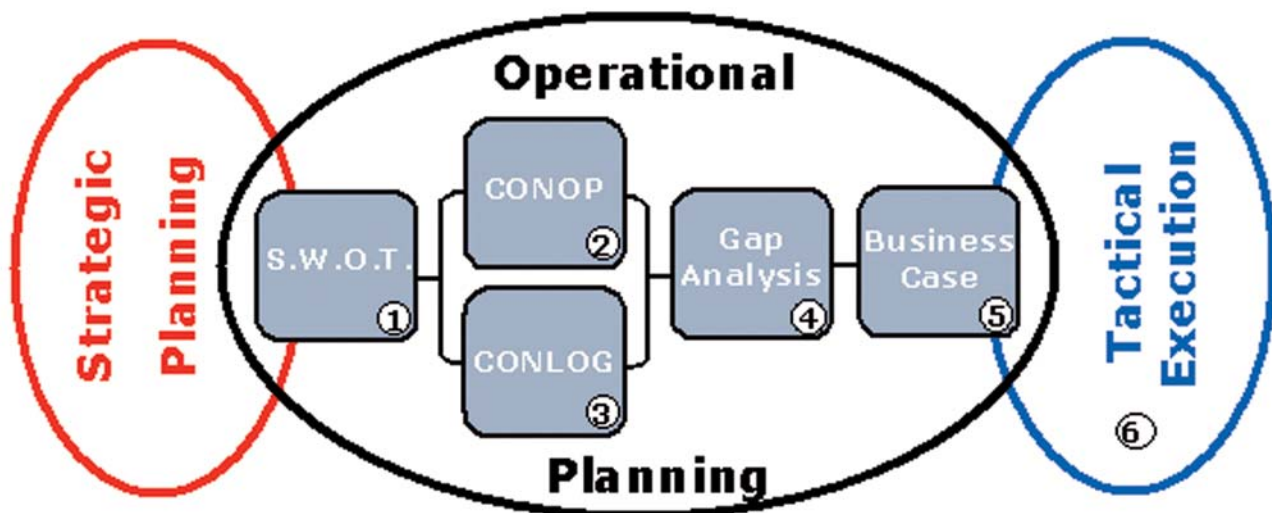 Strategic
Planning
Operational
S.W.O.T.
1
CONOP
2
CONLOG
3
Gap
Analysis
4
Business
Case
5
Planning
Tactical
Execution
6